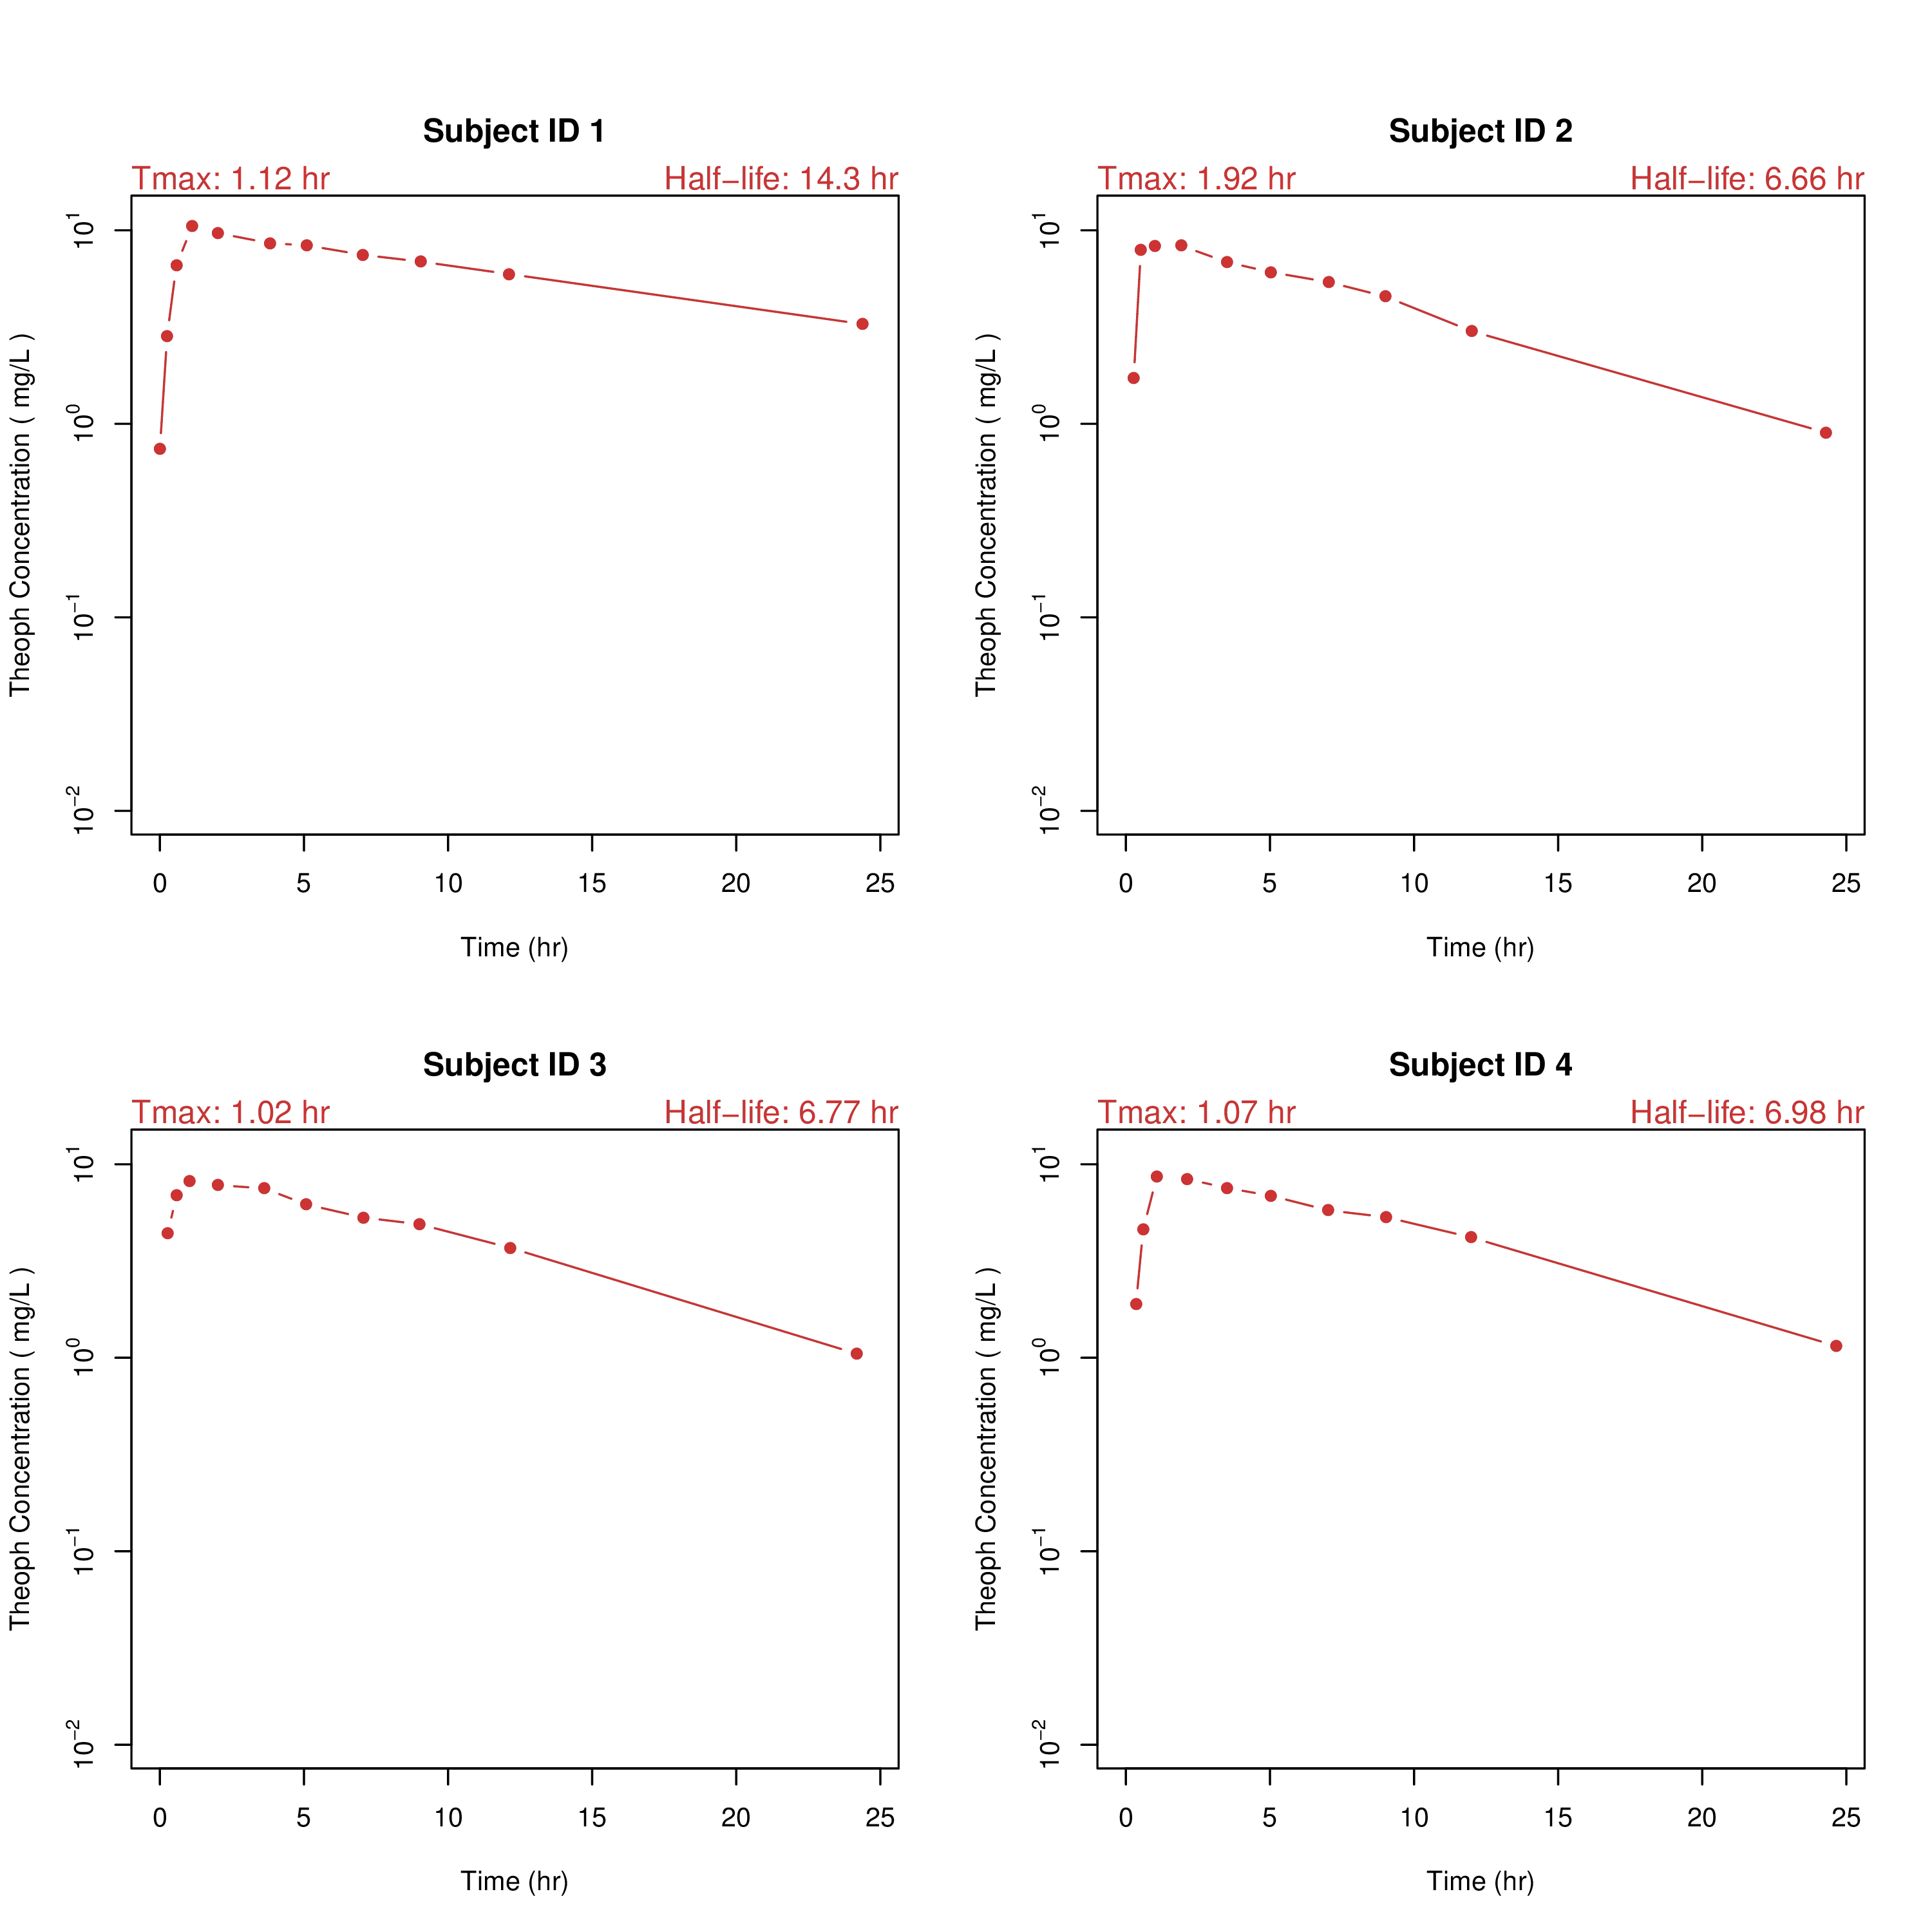 Subject ID 1
Tmax: 1.12 hr Half−life: 14.3 hr
Theoph Concentration ( mg/L )
10^1
10^0
10^−1
10^−2
0 5 10 15 20 25
Time (hr)
Subject ID 2
Tmax: 1.92 hr Half−life: 6.66 hr
Theoph Concentration ( mg/L )
10^1
10^0
10^−1
10^−2
0 5 10 15 20 25
Time (hr)
Subject ID 3
Tmax: 1.02 hr Half−life: 6.77 hr
Theoph Concentration ( mg/L )
10^1
10^0
10^−1
10^−2
0 5 10 15 20 25
Time (hr)
Subject ID 4
Tmax: 1.07 hr Half−life: 6.98 hr
Theoph Concentration ( mg/L )
10^1
10^0
10^−1
10^−2
0 5 10 15 20 25
Time (hr)